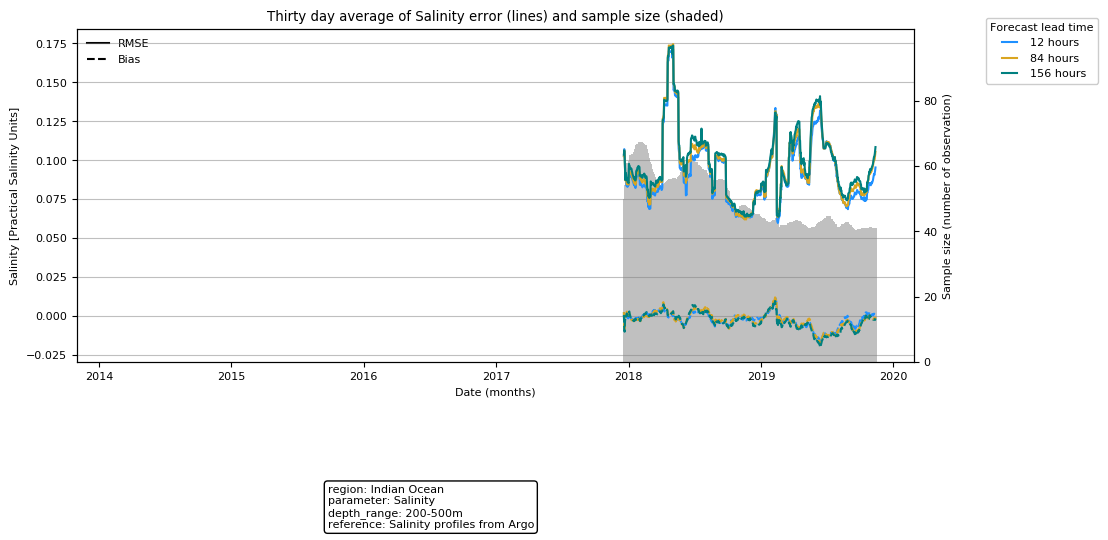 Thirty day average of Salinity error (lines) and sample size (shaded)
Forecast lead time
12 hours
84 hours
156 hours
RMSE
Bias
Salinity [Practical Salinity Units]
0.175
0.150
0.125
0.100
0.075
0.050
0.025
0.000
−0.025
80
60
40
20
0
Sample size (number of observation)
2014
2015
2016
2017
2018
2019
2020
Date (months)
region: Indian Ocean
parameter: Salinity
depth_range: 200-500m
reference: Salinity profiles from Argo